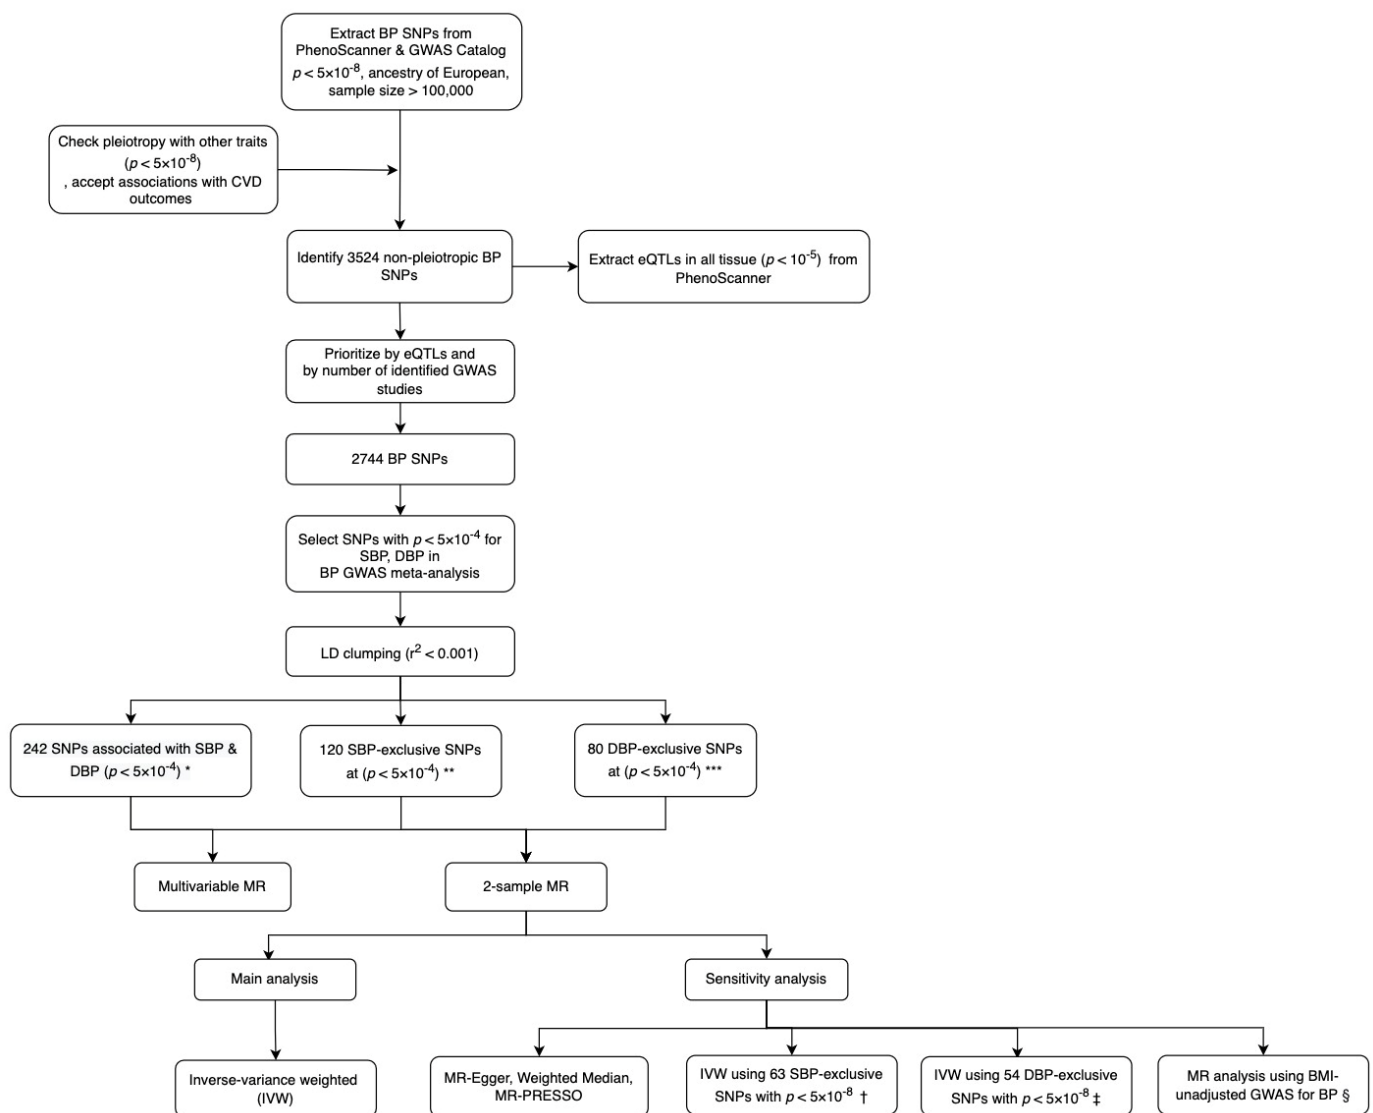 Extract BP SNPs from
PhenoScanner & GWAS Catalog
p < 5×10⁻⁸, ancestry of European,
sample size > 100,000
Check pleiotropy with other traits
(p < 5×10⁻⁸)
, accept associations with CVD
outcomes
Identify 3524 non-pleiotropic BP
SNPs
Extract eQTLs in all tissue (p < 10⁻⁵) from
PhenoScanner
Prioritize by eQTLs and
by number of identified GWAS
studies
2744 BP SNPs
Select SNPs with p < 5×10⁻⁴ for
SBP, DBP in
BP GWAS meta-analysis
LD clumping (r² < 0.001)
242 SNPs associated with SBP &
DBP (p < 5×10⁻⁴) *
120 SBP-exclusive SNPs
at (p < 5×10⁻⁴) **
80 DBP-exclusive SNPs
at (p < 5×10⁻⁴) ***
Multivariable MR
2-sample MR
Main analysis
Sensitivity analysis
Inverse-variance weighted
(IVW)
MR-Egger, Weighted Median,
MR-PRESSO
IVW using 63 SBP-exclusive
SNPs with p < 5×10⁻⁸ †
IVW using 54 DBP-exclusive
SNPs with p < 5×10⁻⁸ ‡
MR analysis using BMI-
unadjusted GWAS for BP §